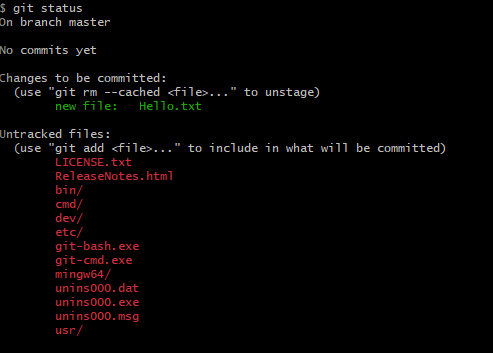 $ git status
On branch master
No commits yet
Changes to be committed:
(use "git rm --cached <file>..." to unstage)
new file: Hello.txt
Untracked files:
(use "git add <file>..." to include in what will be committed)
LICENSE.txt
ReleaseNotes.html
bin/
cmd/
dev/
etc/
git-bash.exe
git-cmd.exe
mingw64/
unins000.dat
unins000.exe
unins000.msg
usr/